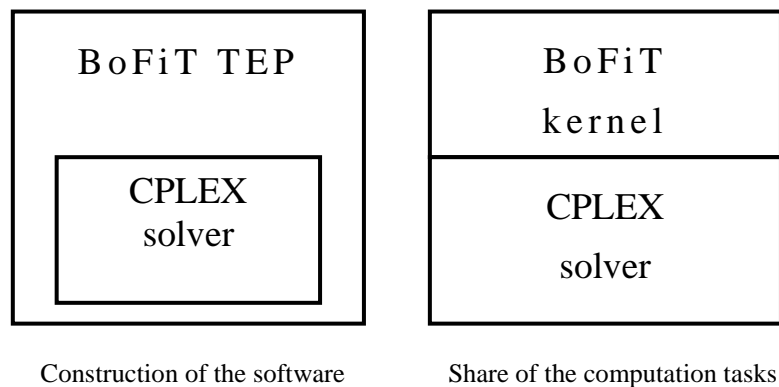 BoFiT TEP
CPLEX
solver
BoFiT
kernel
CPLEX
solver
Construction of the software
Share of the computation tasks